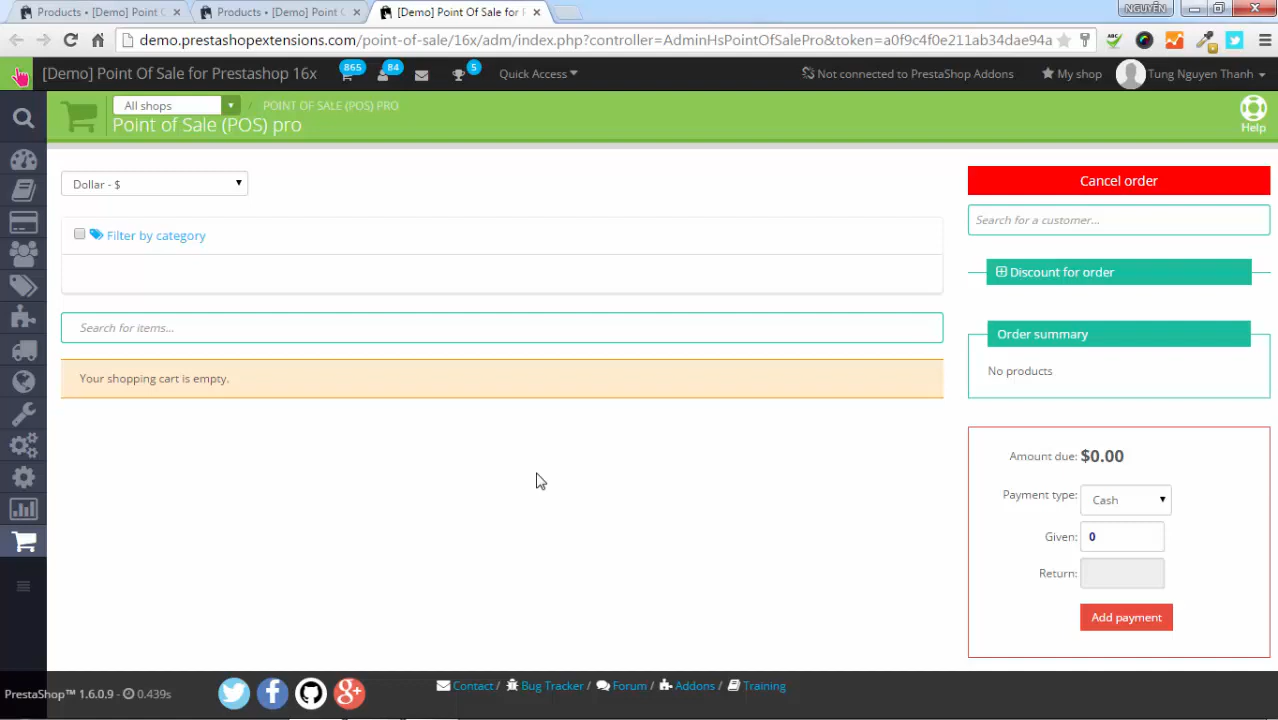 Products • [Demo] Point C
Products • [Demo] Point C
[Demo] Point Of Sale for P
NGUYỄN
demo.prestashopextensions.com/point-of-sale/16x/adm/index.php?controller=AdminHsPointOfSalePro&token=a0f9c4f0e211ab34dae94a
[Demo] Point Of Sale for Prestashop 16x
865
84
5
Quick Access
Not connected to PrestaShop Addons
My shop
Tung Nguyen Thanh
All shops
/ POINT OF SALE (POS) PRO
Point of Sale (POS) pro
Help
Dollar - $
Cancel order
Search for a customer...
Filter by category
Discount for order
Search for items...
Order summary
Your shopping cart is empty.
No products
Amount due: $0.00
Payment type: Cash
Given: 0
Return:
Add payment
PrestaShop™ 1.6.0.9 - 0.439s
Contact / Bug Tracker / Forum / Addons / Training